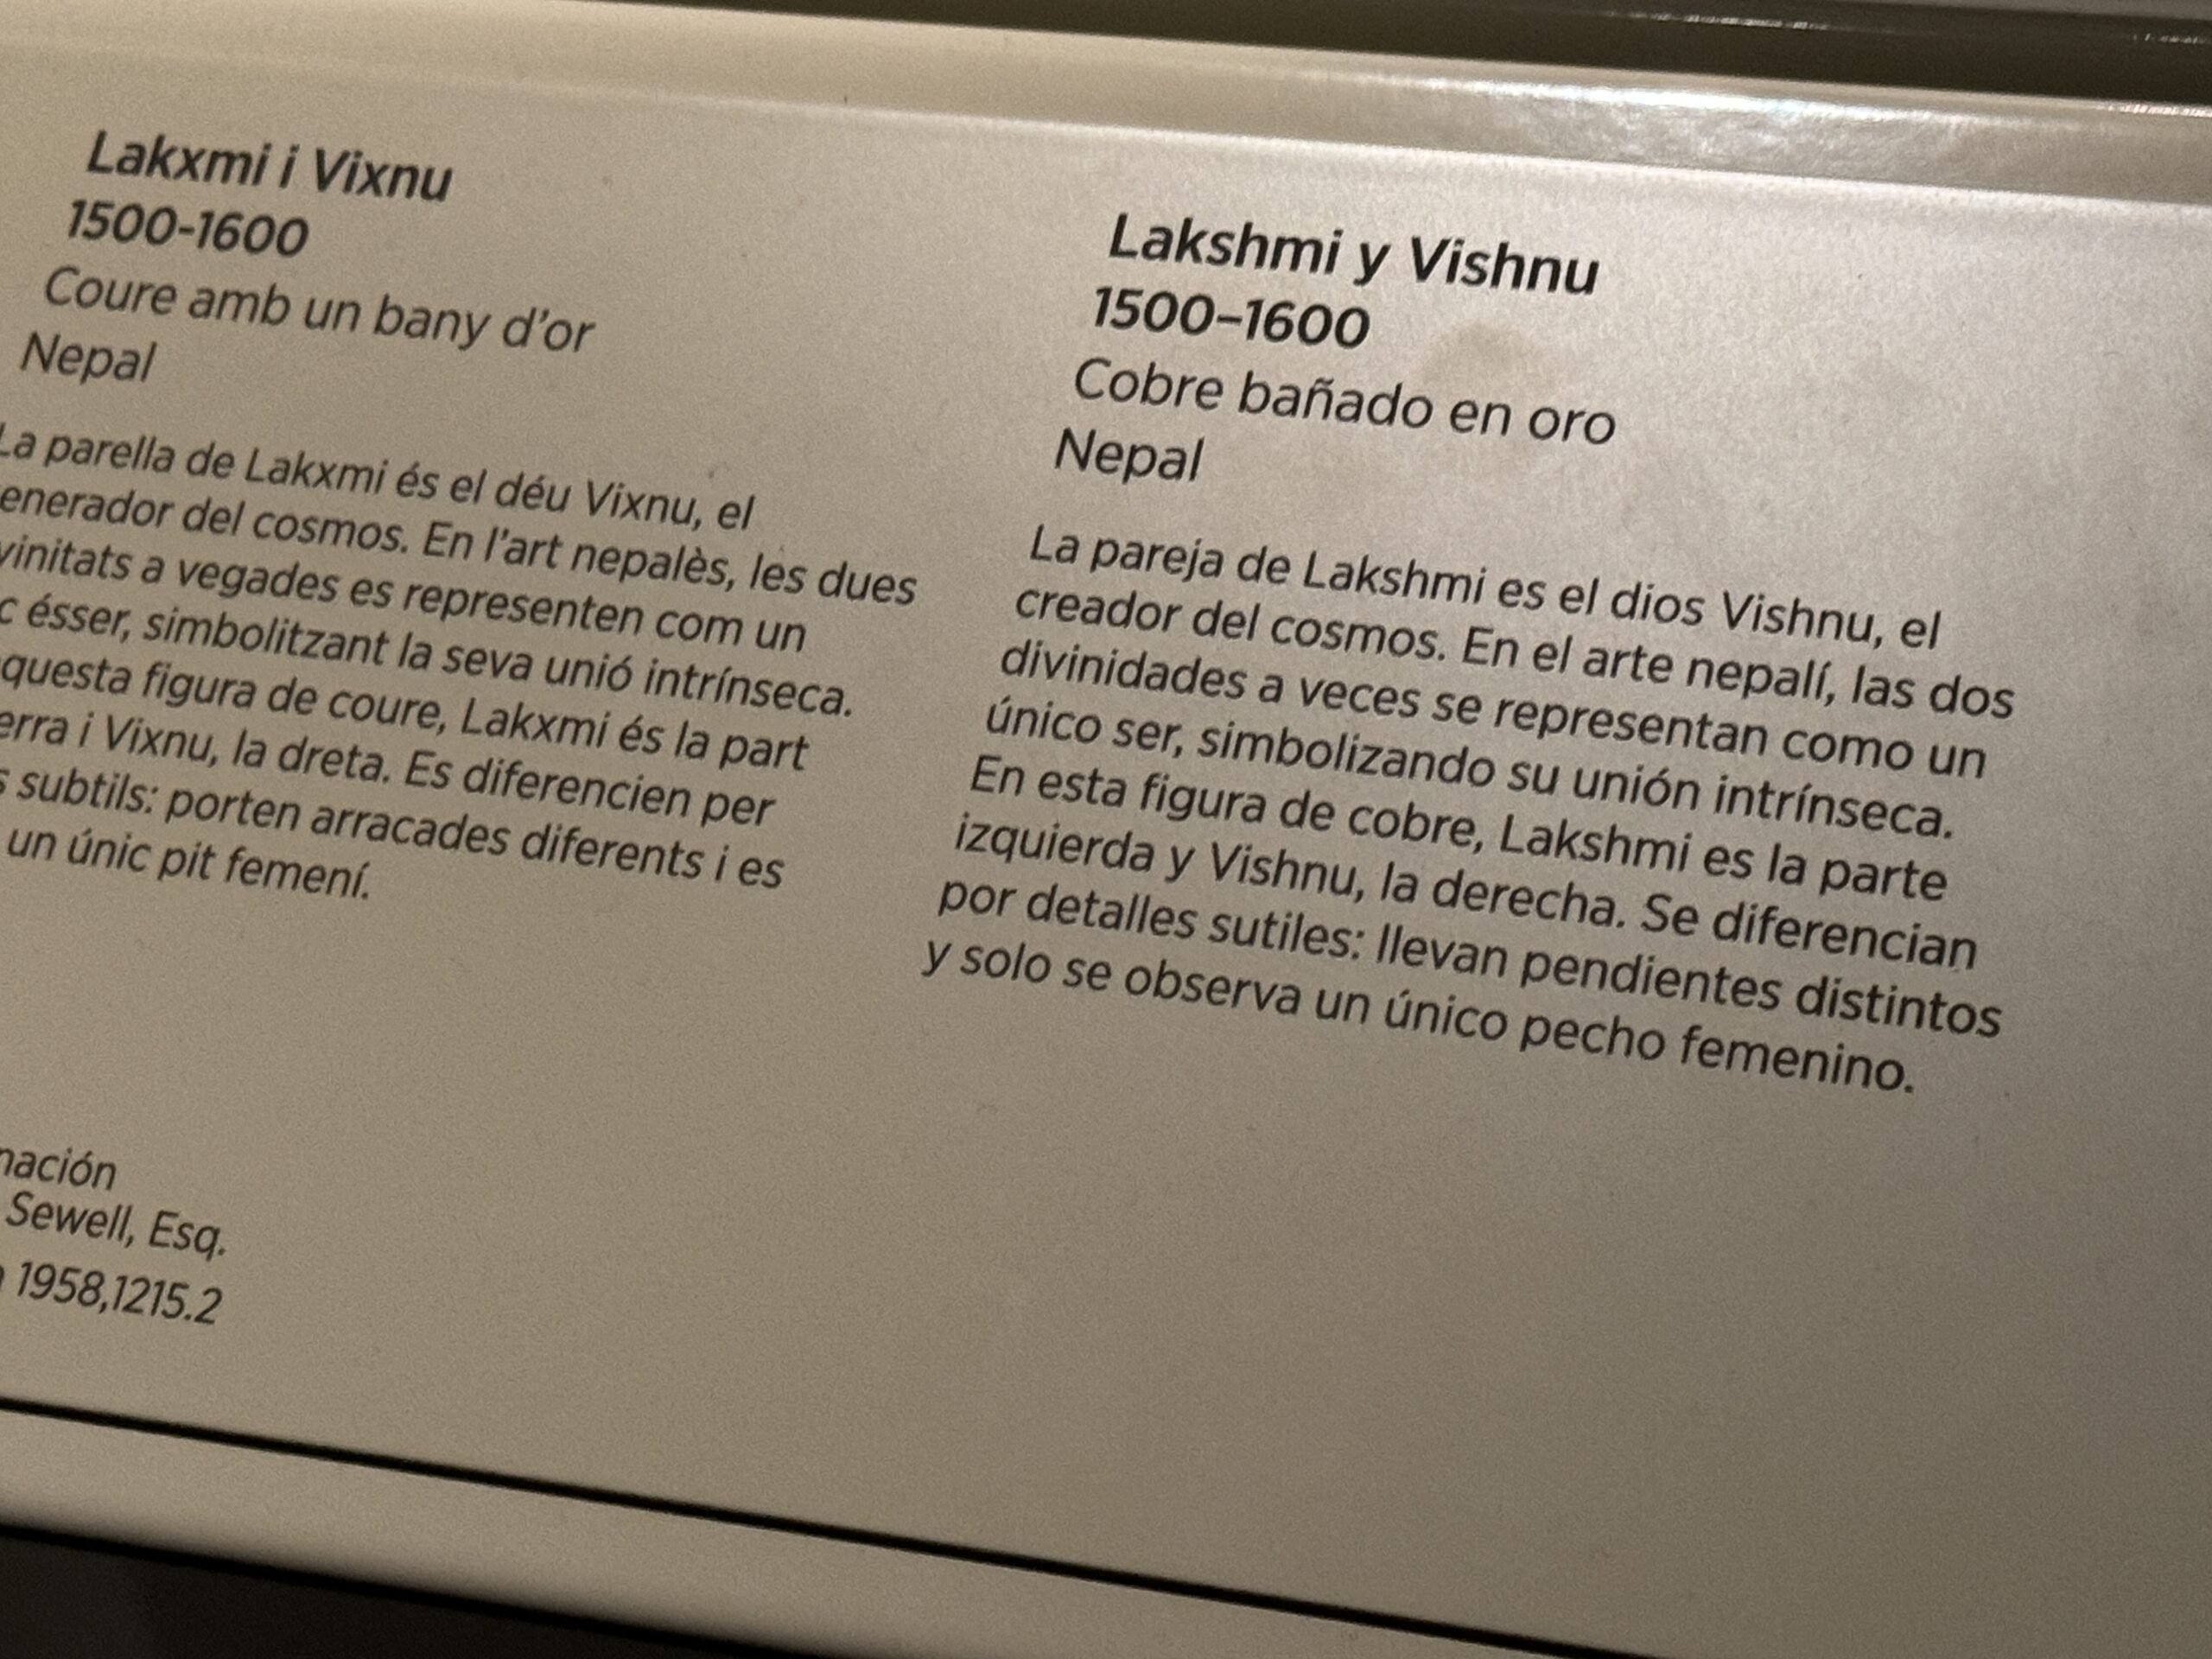 Lakxmi i Vixnu
1500-1600
Coure amb un bany d'or
Nepal
La parella de Lakxmi és el déu Vixnu, el
del cosmos. En l'art nepalès, les dues
a vegades es representen com un
ésser, simbolitzant la seva unió intrínseca.
figura de coure, Lakxmi és la part
i Vixnu, la dreta. Es diferencien per
subtils: porten arracades diferents i es
un únic pit femení.
Sewell, Esq.
1958,1215.2
Lakshmi y Vishnu
1500–1600
Cobre bañado en oro
Nepal
La pareja de Lakshmi es el dios Vishnu, el
creador del cosmos. En el arte nepalí, las dos
divinidades a veces se representan como un
único ser, simbolizando su unión intrínseca.
En esta figura de cobre, Lakshmi es la parte
izquierda y Vishnu, la derecha. Se diferencian
por detalles sutiles: llevan pendientes distintos
y solo se observa un único pecho femenino.